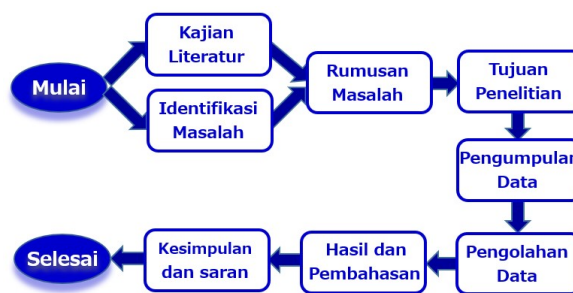 Mulai
Kajian
Literatur
Identifikasi
Masalah
Rumusan
Masalah
Tujuan
Penelitian
Pengumpulan
Data
Pengolahan
Data
Hasil dan
Pembahasan
Kesimpulan
dan saran
Selesai